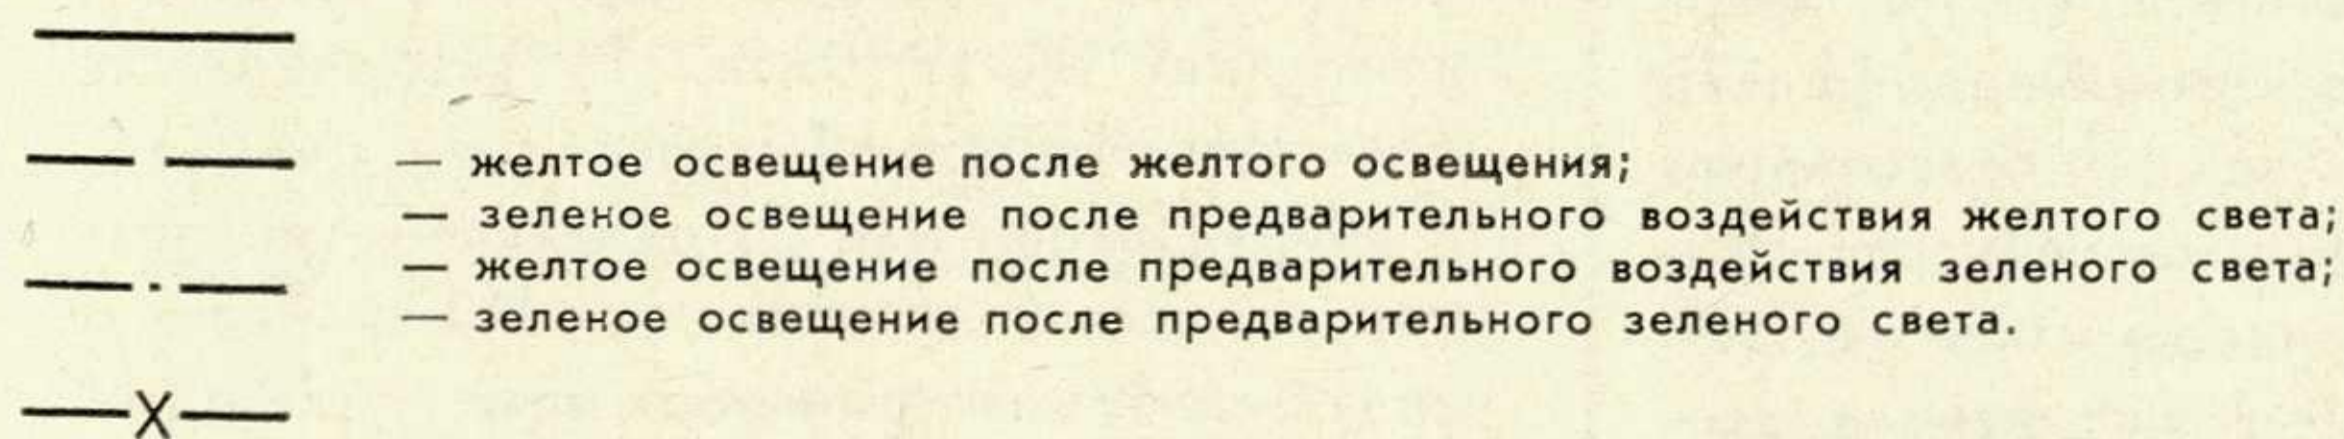 — желтое освещение после желтого освещения;
— зеленое освещение после предварительного воздействия желтого света;
— желтое освещение после предварительного воздействия зеленого света;
— зеленое освещение после предварительного зеленого света.
—X—